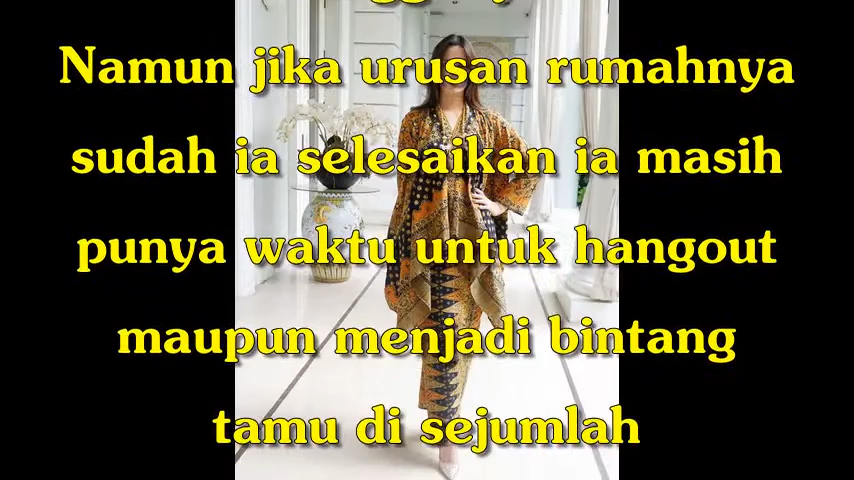 Namun jika urusan rumahnya
sudah ia selesaikan ia masih
punya waktu untuk hangout
maupun menjadi bintang
tamu di sejumlah